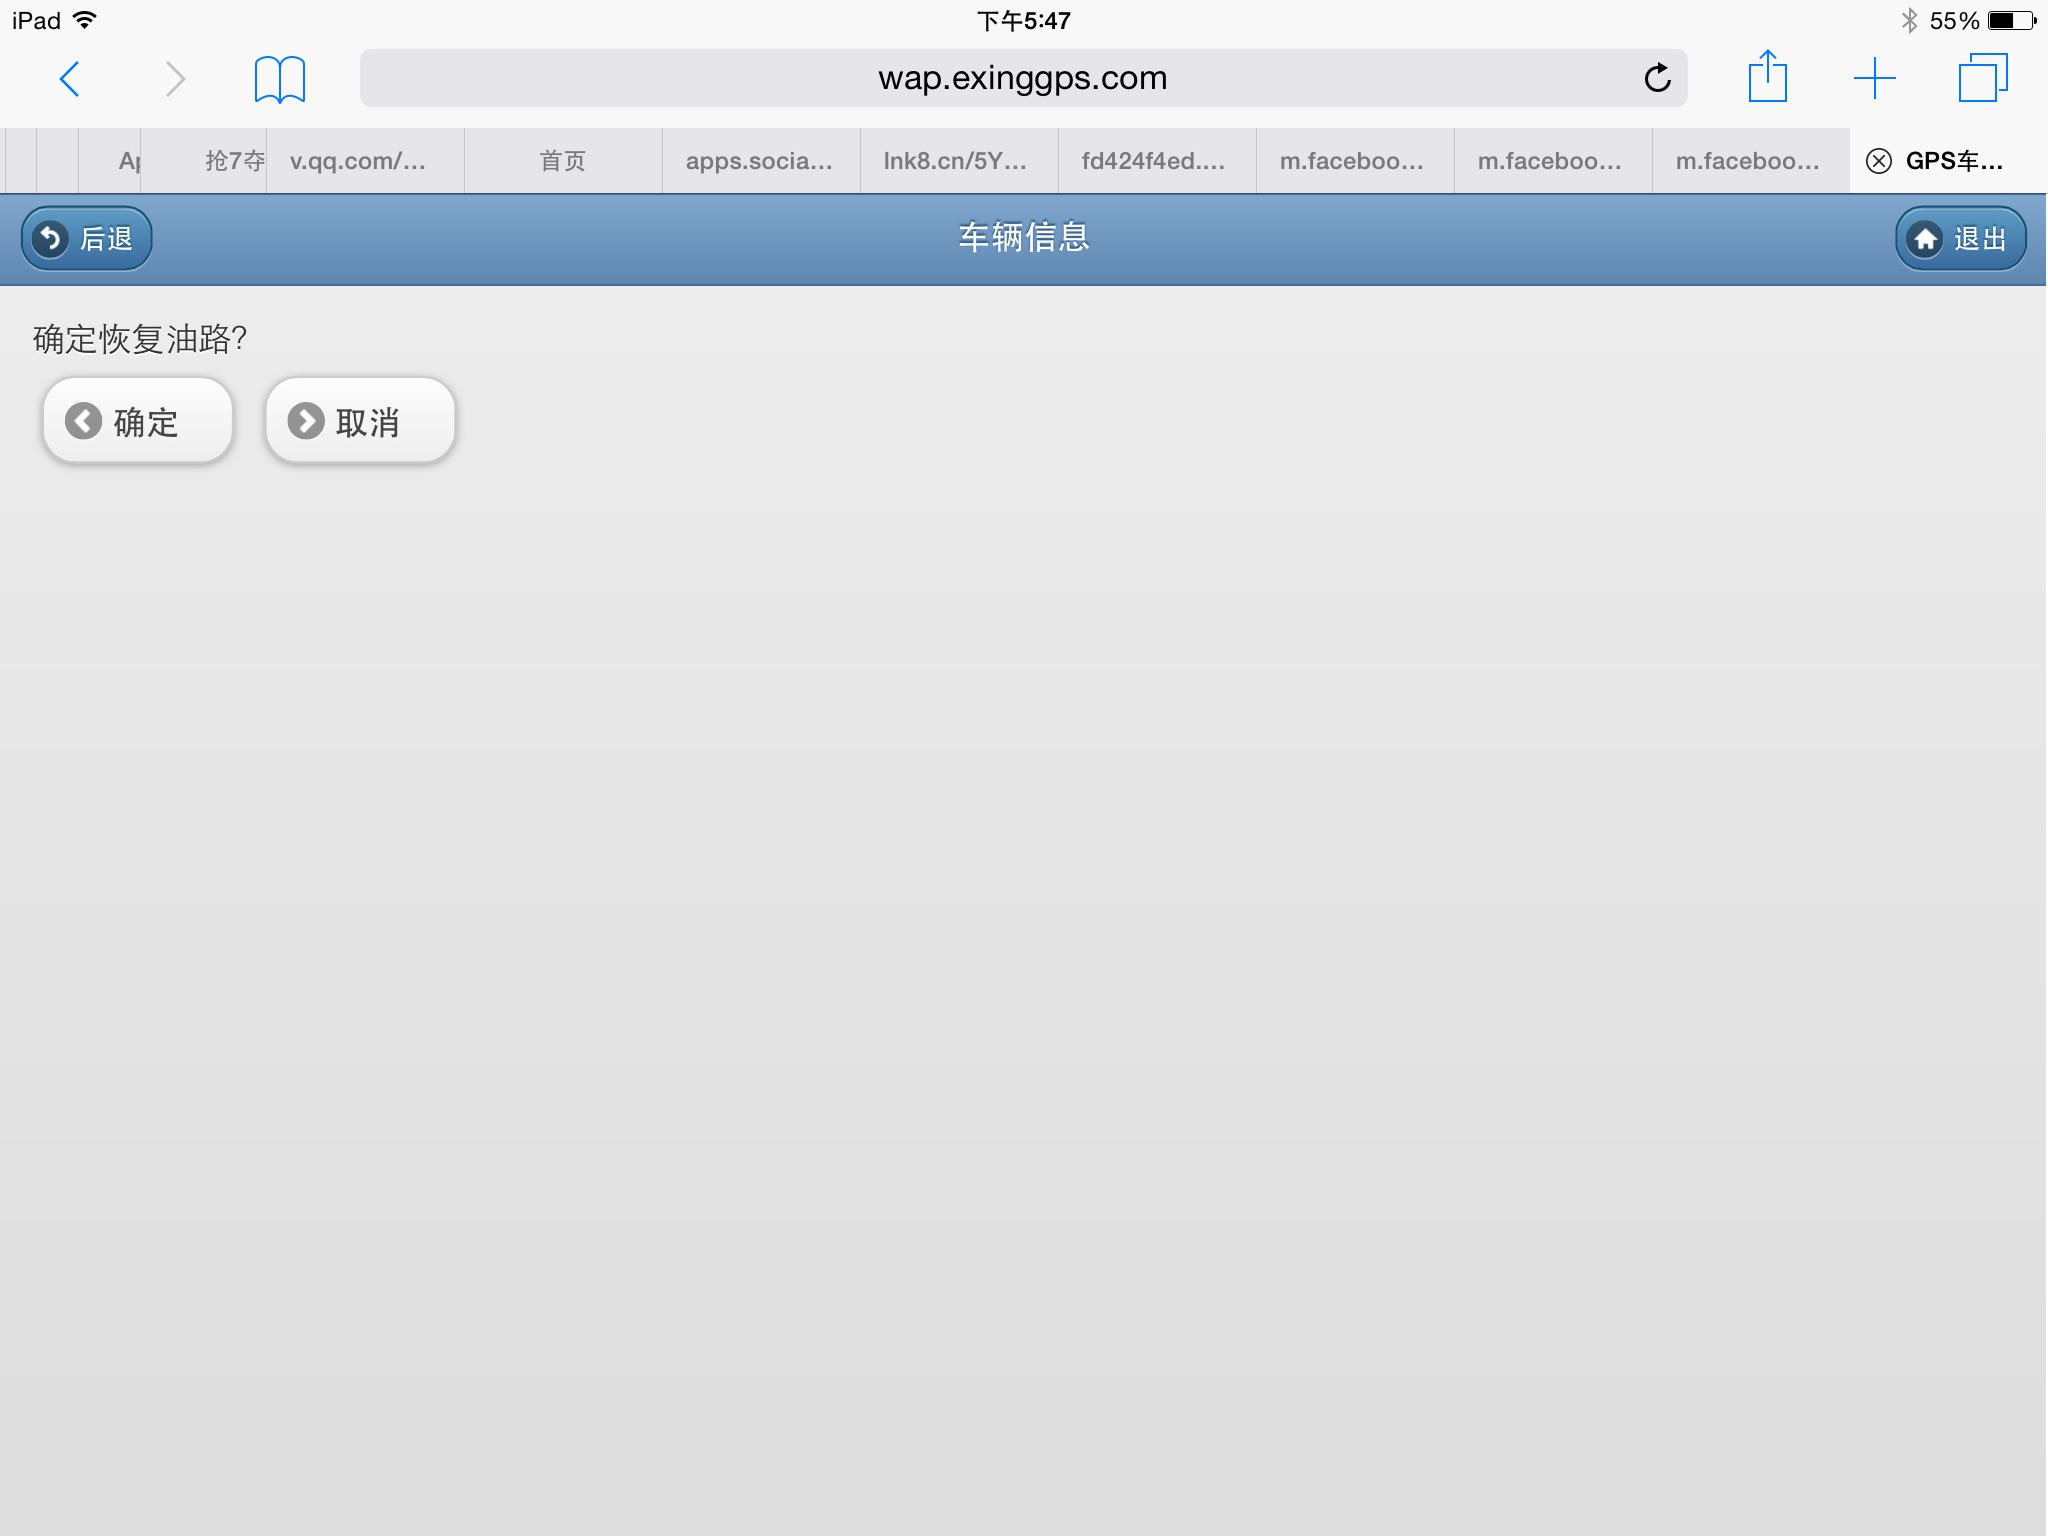 iPad 下午5:47 55%
wap.exinggps.com
Ap 抢7夺 v.qq.com/... 首页 apps.socia... lnk8.cn/5Y... fd424f4ed.... m.faceboo... m.faceboo... m.faceboo... GPS车...
后退 车辆信息 退出
确定恢复油路?
确定 取消